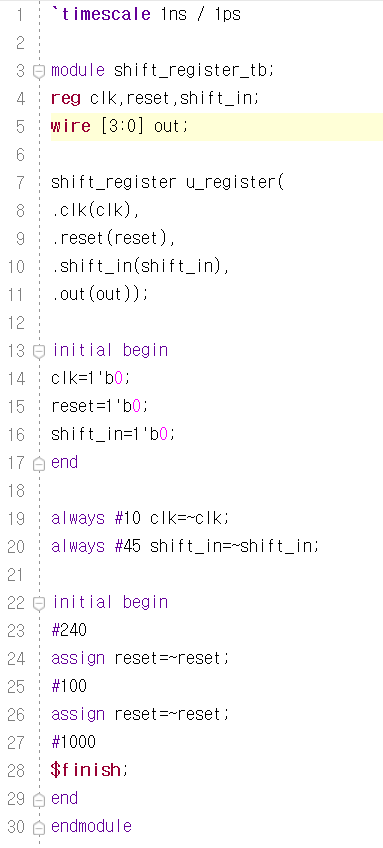 1 `timescale 1ns / 1ps
2
3 module shift_register_tb;
4 reg clk,reset,shift_in;
5 wire [3:0] out;
6
7 shift_register u_register(
8 .clk(clk),
9 .reset(reset),
10 .shift_in(shift_in),
11 .out(out));
12
13 initial begin
14 clk=1'b0;
15 reset=1'b0;
16 shift_in=1'b0;
17 end
18
19 always #10 clk=~clk;
20 always #45 shift_in=~shift_in;
21
22 initial begin
23 #240
24 assign reset=~reset;
25 #100
26 assign reset=~reset;
27 #1000
28 $finish;
29 end
30 endmodule